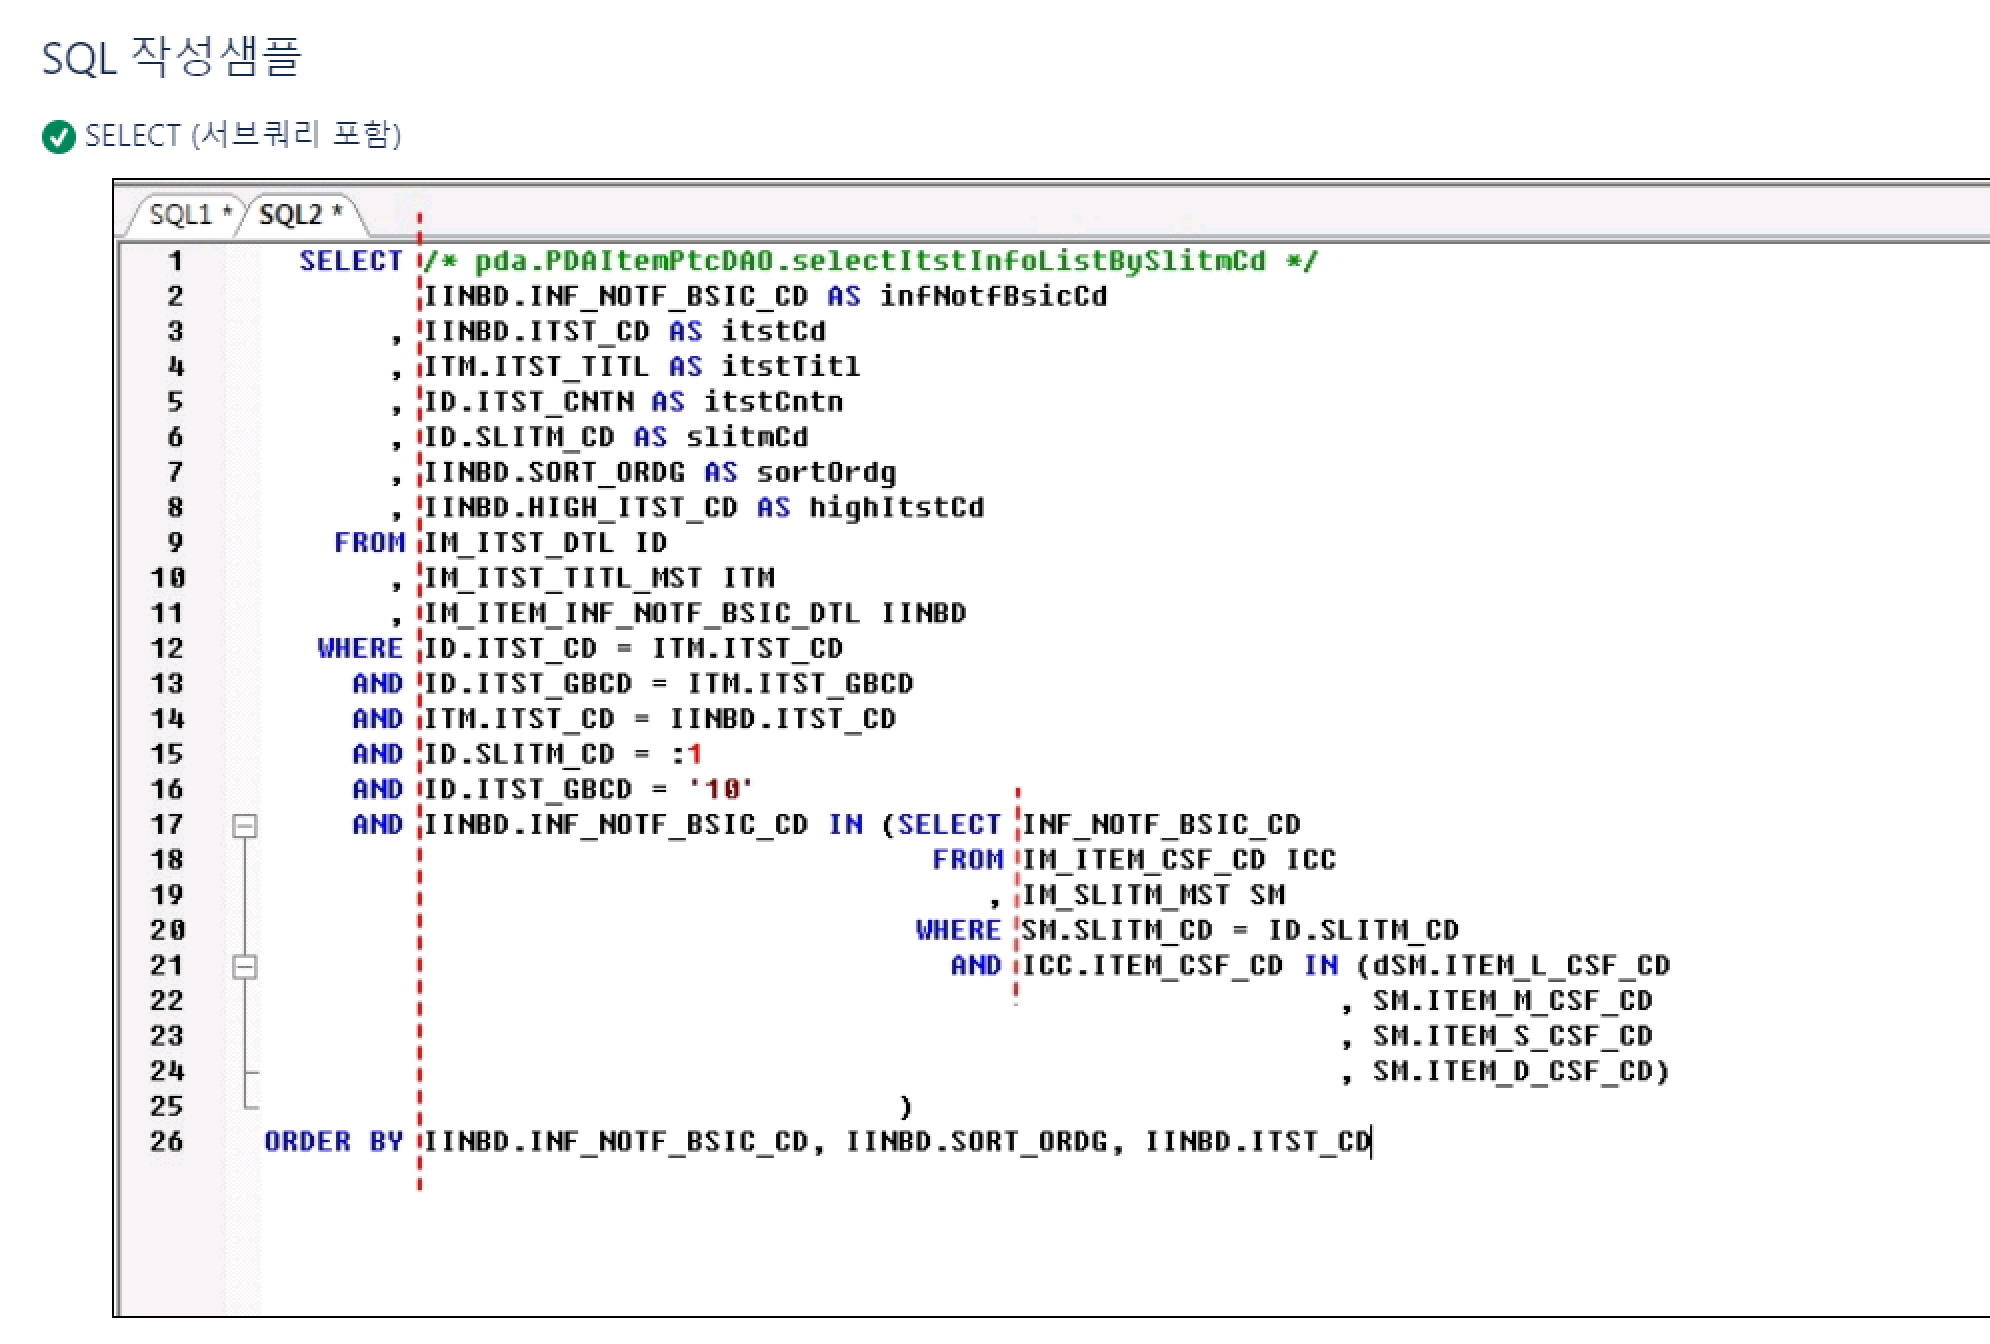 SQL 작성샘플
SELECT (서브쿼리 포함)
SQL1 * SQL2 *
1 SELECT /* pda.PDAItemPtcDAO.selectItstInfoListBySlitmCd */
2 IINBD.INF_NOTF_BSIC_CD AS infNotfBsicCd
3 , IINBD.ITST_CD AS itstCd
4 , ITM.ITST_TITL AS itstTitl
5 , ID.ITST_CNTN AS itstCntn
6 , ID.SLITM_CD AS slitmCd
7 , IINBD.SORT_ORDG AS sortOrdg
8 , IINBD.HIGH_ITST_CD AS highItstCd
9 FROM IM_ITST_DTL ID
10 , IM_ITST_TITL_MST ITM
11 , IM_ITEM_INF_NOTF_BSIC_DTL IINBD
12 WHERE ID.ITST_CD = ITM.ITST_CD
13 AND ID.ITST_GBCD = ITM.ITST_GBCD
14 AND ITM.ITST_CD = IINBD.ITST_CD
15 AND ID.SLITM_CD = :1
16 AND ID.ITST_GBCD = '10'
17 AND IINBD.INF_NOTF_BSIC_CD IN (SELECT INF_NOTF_BSIC_CD
18 FROM IM_ITEM_CSF_CD ICC
19 , IM_SLITM_MST SM
20 WHERE SM.SLITM_CD = ID.SLITM_CD
21 AND ICC.ITEM_CSF_CD IN (dSM.ITEM_L_CSF_CD
22 , SM.ITEM_M_CSF_CD
23 , SM.ITEM_S_CSF_CD
24 , SM.ITEM_D_CSF_CD)
25 )
26 ORDER BY IINBD.INF_NOTF_BSIC_CD, IINBD.SORT_ORDG, IINBD.ITST_CD